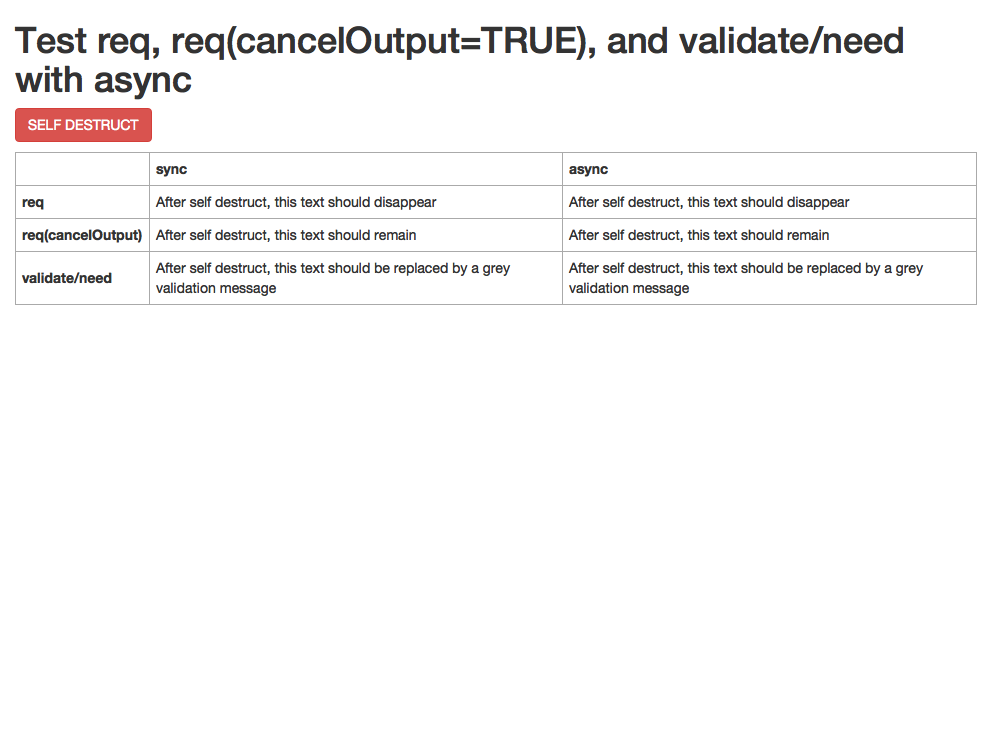 Test req, req(cancelOutput=TRUE), and validate/need
with async
SELF DESTRUCT
sync async
req After self destruct, this text should disappear After self destruct, this text should disappear
req(cancelOutput) After self destruct, this text should remain After self destruct, this text should remain
validate/need After self destruct, this text should be replaced by a grey After self destruct, this text should be replaced by a grey
validation message validation message